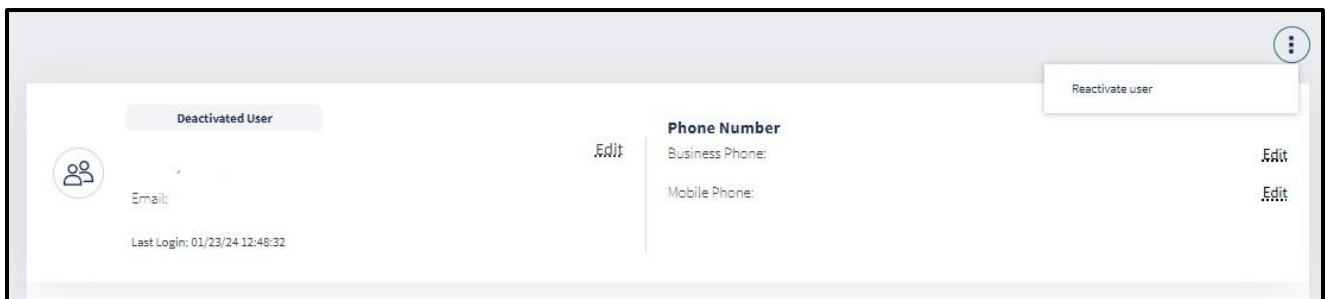 Reactivate user
Deactivated User
Edit
Email:
Last Login: 01/23/24 12:48:32
Phone Number
Business Phone:
Edit
Mobile Phone:
Edit